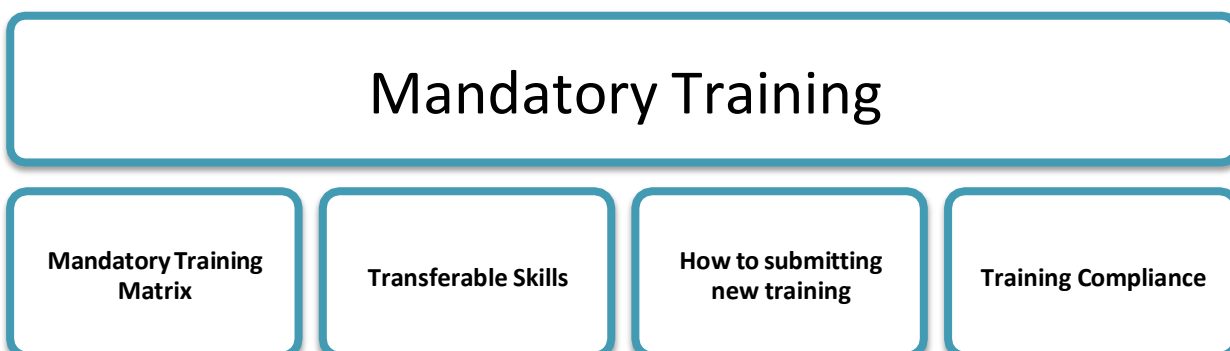 Mandatory Training
Mandatory Training
Matrix
Transferable Skills
How to submitting
new training
Training Compliance